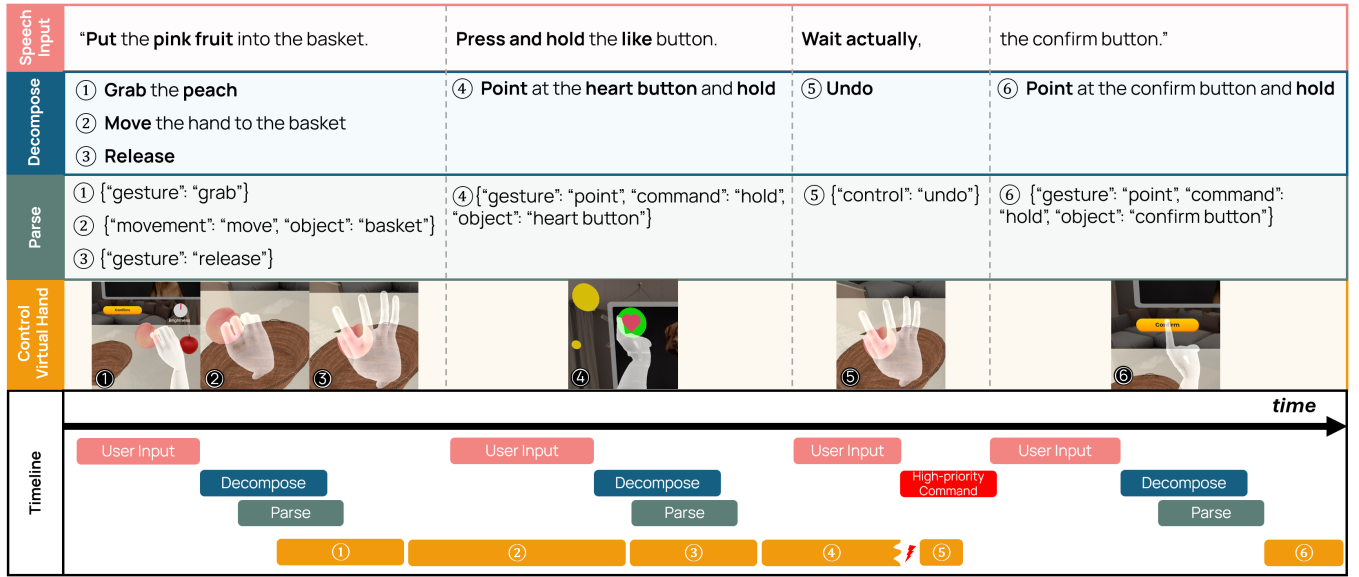 Speech Input
“Put the pink fruit into the basket.
Press and hold the like button.
Wait actually,
the confirm button.”
Decompose
① Grab the peach
② Move the hand to the basket
③ Release
④ Point at the heart button and hold
⑤ Undo
⑥ Point at the confirm button and hold
Parse
① {“gesture”: “grab”}
② {“movement”: “move”, “object”: “basket”}
③ {“gesture”: “release”}
④ {“gesture”: “point”, “command”: “hold”,
“object”: “heart button”}
⑤ {“control”: “undo”}
⑥ {“gesture”: “point”, “command”:
“hold”, “object”: “confirm button”}
Control
Virtual Hand
Confirm
Brightness
①
②
③
④
⑤
Confirm
⑥
Timeline
time
User Input
User Input
User Input
User Input
Decompose
Decompose
High-priority
Command
Decompose
Parse
Parse
Parse
①
②
③
④
⑤
⑥